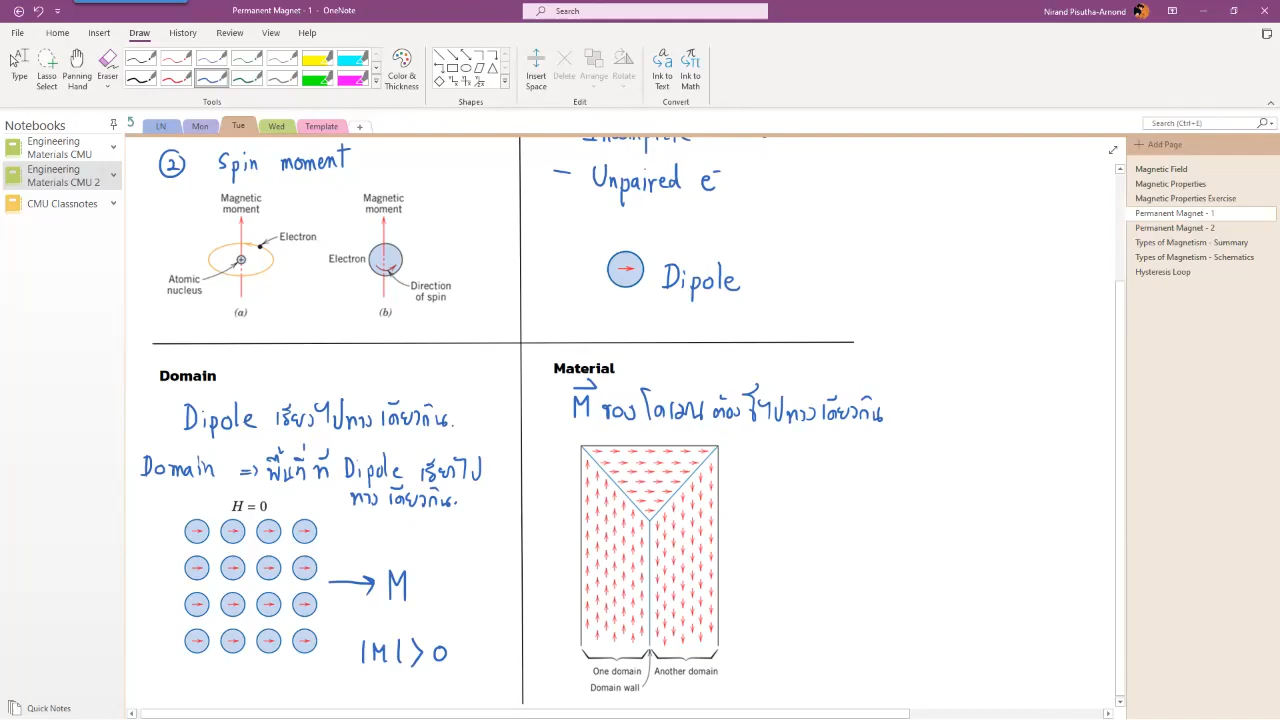 Permanent Magnet - 1 - OneNote
Search
Nirand Pisutha-Arnond
File Home Insert Draw History Review View Help
Type
Lasso Select
Panning Hand
Eraser
Color & Thickness
Insert Space
Delete
Arrange
Rotate
Ink to Text
Ink to Math
Tools
Shapes
Edit
Convert
Notebooks
LN Mon Tue Wed Template +
Search (Ctrl+E)
Engineering Materials CMU
Engineering Materials CMU 2
CMU Classnotes
Quick Notes
Add Page
Magnetic Field
Magnetic Properties
Magnetic Properties Exercise
Permanent Magnet - 1
Permanent Magnet - 2
Types of Magnetism - Summary
Types of Magnetism - Schematics
Hysteresis Loop
② Spin moment
Magnetic moment
Electron
Atomic nucleus
(a)
Magnetic moment
Electron
Direction of spin
(b)
Incomplete
- Unpaired e⁻
Dipole
Domain
Dipole เรียงไปทางเดียวกัน.
Domain => พื้นที่ที่ Dipole เรียงไป
ทางเดียวกัน.
H = 0
M
|M| > 0
Material
M ของโดเมน ต้องชี้ไปทางเดียวกัน
One domain
Another domain
Domain wall